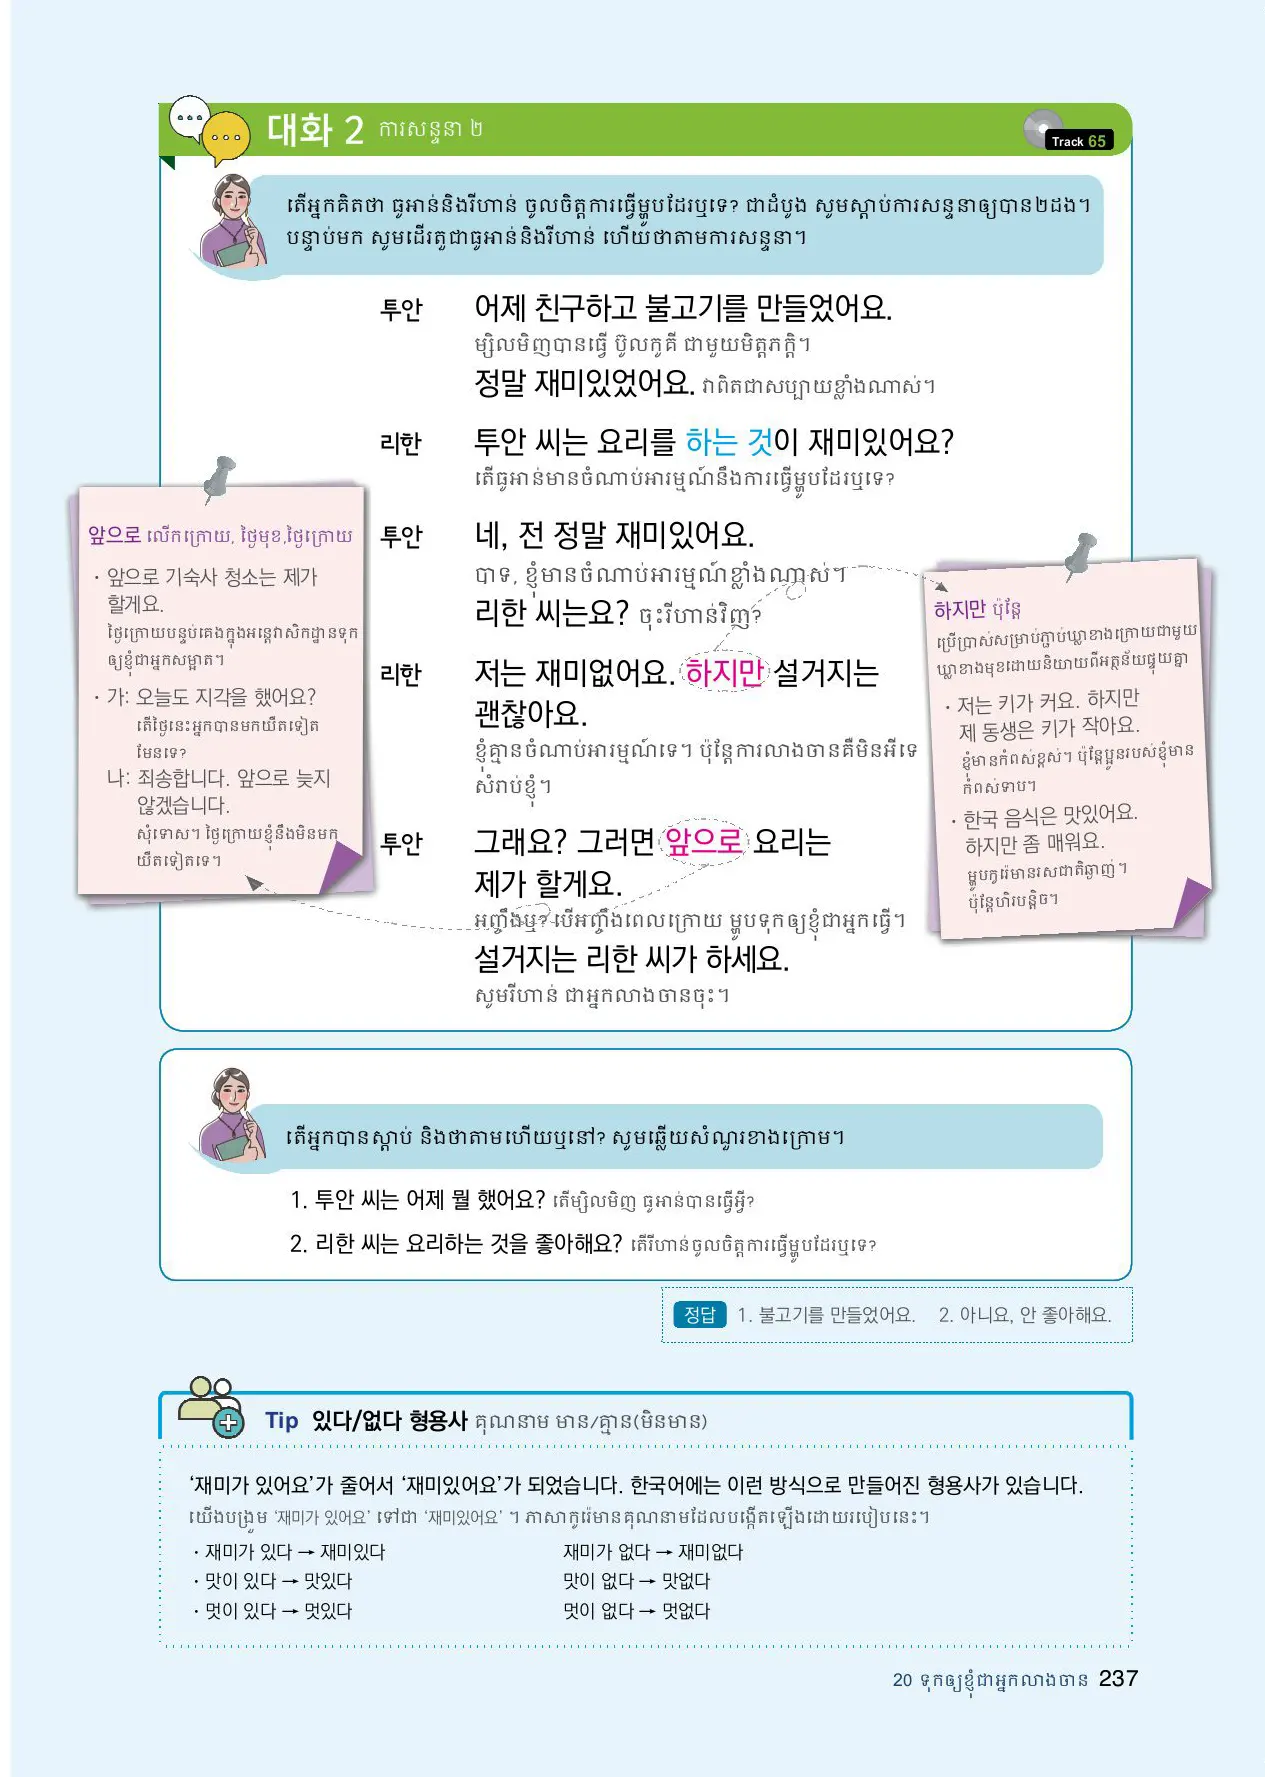 대화 2 ការសន្ទនា ២
Track 65
តើអ្នកគិតថា ធូអាន់និងរីហាន់ ចូលចិត្តការធ្វើម្ហូបដែរឬទេ? ជាដំបូង សូមស្តាប់ការសន្ទនាឲ្យបាន២ដង។
បន្ទាប់មក សូមដើរតួជាធូអាន់និងរីហាន់ ហើយថាតាមការសន្ទនា។
투안 어제 친구하고 불고기를 만들었어요.
ម្សិលមិញបានធ្វើ ប៊ូលកូគី ជាមួយមិត្តភក្តិ។
정말 재미있었어요. វាពិតជាសប្បាយខ្លាំងណាស់។
리한 투안 씨는 요리를 하는 것이 재미있어요?
តើធូអាន់មានចំណាប់អារម្មណ៍នឹងការធ្វើម្ហូបដែរឬទេ?
투안 네, 전 정말 재미있어요.
បាទ, ខ្ញុំមានចំណាប់អារម្មណ៍ខ្លាំងណាស់។
리한 씨는요? ចុះរីហាន់វិញ?
리한 저는 재미없어요. 하지만 설거지는
괜찮아요.
ខ្ញុំគ្មានចំណាប់អារម្មណ៍ទេ។ ប៉ុន្តែការលាងចានគឺមិនអីទេ
សំរាប់ខ្ញុំ។
투안 그래요? 그러면 앞으로 요리는
제가 할게요.
អញ្ចឹងឬ? បើអញ្ចឹងពេលក្រោយ ម្ហូបទុកឲ្យខ្ញុំជាអ្នកធ្វើ។
설거지는 리한 씨가 하세요.
សូមរីហាន់ ជាអ្នកលាងចានចុះ។
앞으로 លើកក្រោយ, ថ្ងៃមុខ,ថ្ងៃក្រោយ
· 앞으로 기숙사 청소는 제가
할게요.
ថ្ងៃក្រោយបន្ទប់គេងក្នុងអន្តេវាសិកដ្ឋានទុក
ឲ្យខ្ញុំជាអ្នកសម្អាត។
· 가: 오늘도 지각을 했어요?
តើថ្ងៃនេះអ្នកបានមកយឺតទៀត
មែនទេ?
나: 죄송합니다. 앞으로 늦지
않겠습니다.
សុំទោស។ ថ្ងៃក្រោយខ្ញុំនឹងមិនមក
យឺតទៀតទេ។
하지만 ប៉ុន្តែ
ប្រើប្រាស់សម្រាប់ភ្ជាប់ឃ្លាខាងក្រោយជាមួយ
ឃ្លាខាងមុខដោយនិយាយពីអត្ថន័យផ្ទុយគ្នា
· 저는 키가 커요. 하지만
제 동생은 키가 작아요.
ខ្ញុំមានកំពស់ខ្ពស់។ ប៉ុន្តែប្អូនរបស់ខ្ញុំមាន
កំពស់ទាប។
· 한국 음식은 맛있어요.
하지만 좀 매워요.
ម្ហូបកូរ៉េមានរសជាតិឆ្ងាញ់។
ប៉ុន្តែហិរបន្តិច។
តើអ្នកបានស្តាប់ និងថាតាមហើយឬនៅ? សូមឆ្លើយសំណួរខាងក្រោម។
1. 투안 씨는 어제 뭘 했어요? តើម្សិលមិញ ធូអាន់បានធ្វើអ្វី?
2. 리한 씨는 요리하는 것을 좋아해요? តើរីហាន់ចូលចិត្តការធ្វើម្ហូបដែរឬទេ?
정답 1. 불고기를 만들었어요. 2. 아니요, 안 좋아해요.
Tip 있다/없다 형용사 គុណនាម មាន/គ្មាន(មិនមាន)
‘재미가 있어요’가 줄어서 ‘재미있어요’가 되었습니다. 한국어에는 이런 방식으로 만들어진 형용사가 있습니다.
យើងបង្រួម ‘재미가 있어요’ ទៅជា ‘재미있어요’ ។ ភាសាកូរ៉េមានគុណនាមដែលបង្កើតឡើងដោយរបៀបនេះ។
· 재미가 있다 → 재미있다 재미가 없다 → 재미없다
· 맛이 있다 → 맛있다 맛이 없다 → 맛없다
· 멋이 있다 → 멋있다 멋이 없다 → 멋없다
20 ទុកឲ្យខ្ញុំជាអ្នកលាងចាន 237